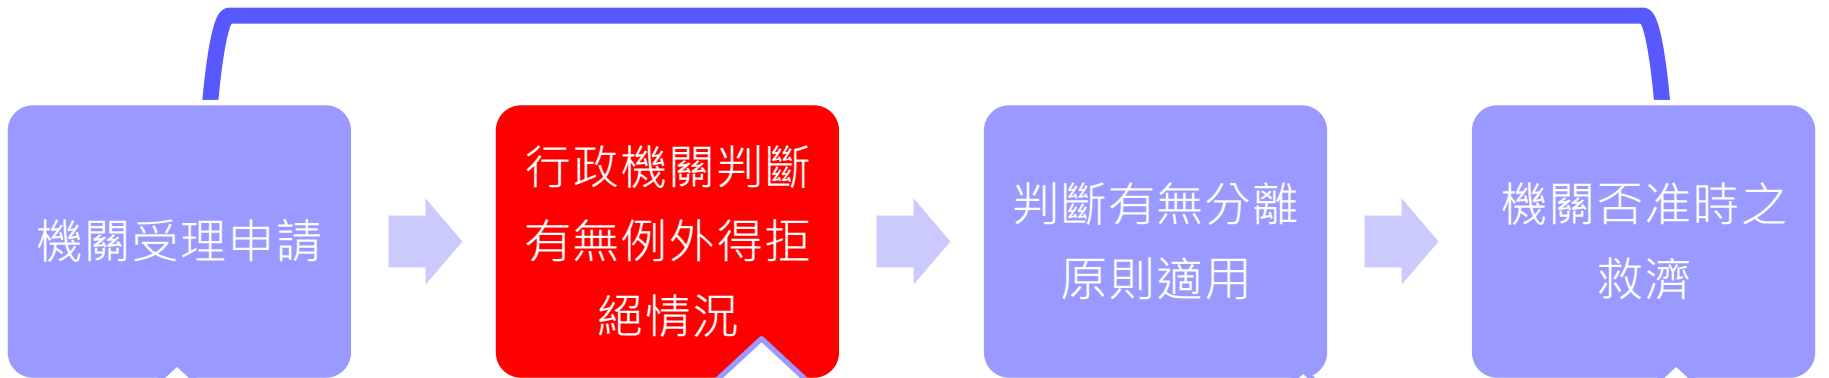 機關受理申請
行政機關判斷
有無例外得拒
絕情況
判斷有無分離
原則適用
機關否准時之
救濟